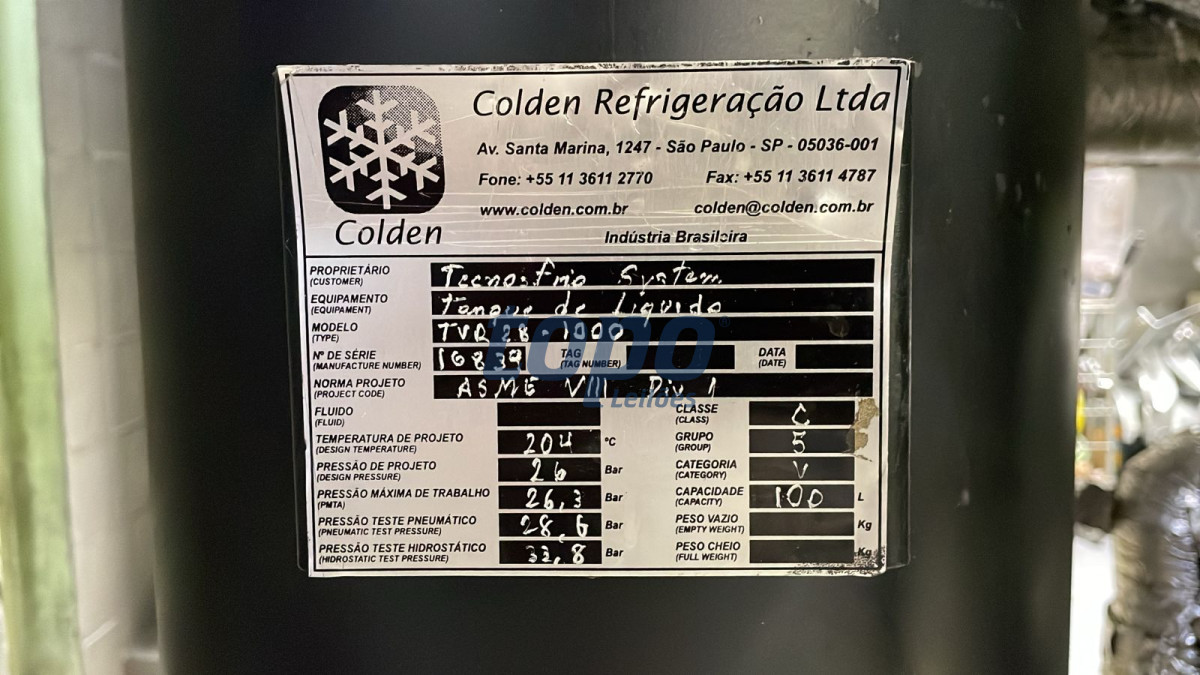 Colden Refrigeração Ltda
Av. Santa Marina, 1247 - São Paulo - SP - 05036-001
Fone: +55 11 3611 2770 Fax: +55 11 3611 4787
www.colden.com.br colden@colden.com.br
Colden
Indústria Brasileira
PROPRIETÁRIO
(CUSTOMER) Tecnosfrio System
EQUIPAMENTO
(EQUIPAMENT) Tanque de Líquido
MODELO
(TYPE) TVR 28-1000
Nº DE SÉRIE
(MANUFACTURE NUMBER) 16839
TAG
(TAG NUMBER)
DATA
(DATE)
NORMA PROJETO
(PROJECT CODE) ASME VIII Div 1
FLUIDO
(FLUID)
CLASSE
(CLASS) C
TEMPERATURA DE PROJETO
(DESIGN TEMPERATURE) 204 °C
GRUPO
(GROUP) 5
PRESSÃO DE PROJETO
(DESIGN PRESSURE) 26 Bar
CATEGORIA
(CATEGORY) V
PRESSÃO MÁXIMA DE TRABALHO
(PMTA) 26,3 Bar
CAPACIDADE
(CAPACITY) 100 L
PRESSÃO TESTE PNEUMÁTICO
(PNEUMATIC TEST PRESSURE) 28,6 Bar
PESO VAZIO
(EMPTY WEIGHT) Kg
PRESSÃO TESTE HIDROSTÁTICO
(HIDROSTATIC TEST PRESSURE) 33,8 Bar
PESO CHEIO
(FULL WEIGHT) Kg
Leilões